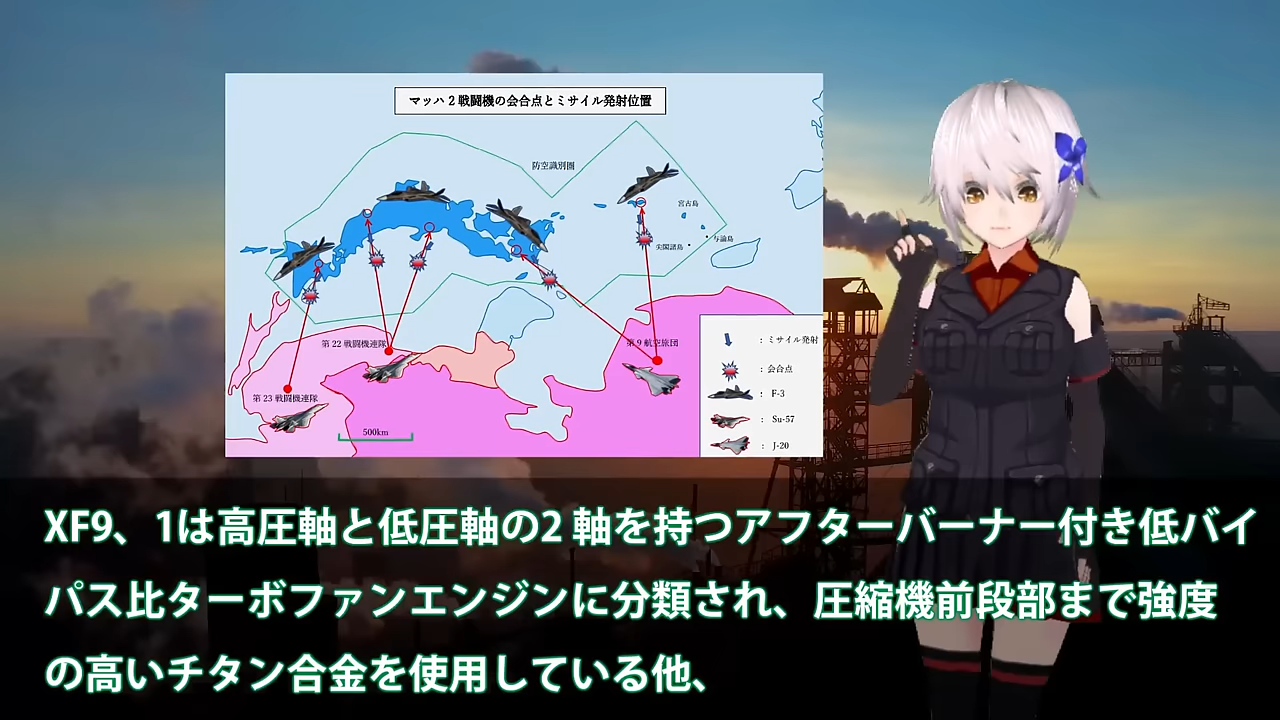 マッハ2戦闘機の会合点とミサイル発射位置
防空識別圏
宮古島
尖閣諸島
与論島
第22戦闘機連隊
第9航空旅団
第23戦闘機連隊
500km
：ミサイル発射
：会合点
： F-3
： Su-57
： J-20
XF9、1は高圧軸と低圧軸の2 軸を持つアフターバーナー付き低バイ
パス比ターボファンエンジンに分類され、圧縮機前段部まで強度
の高いチタン合金を使用している他、